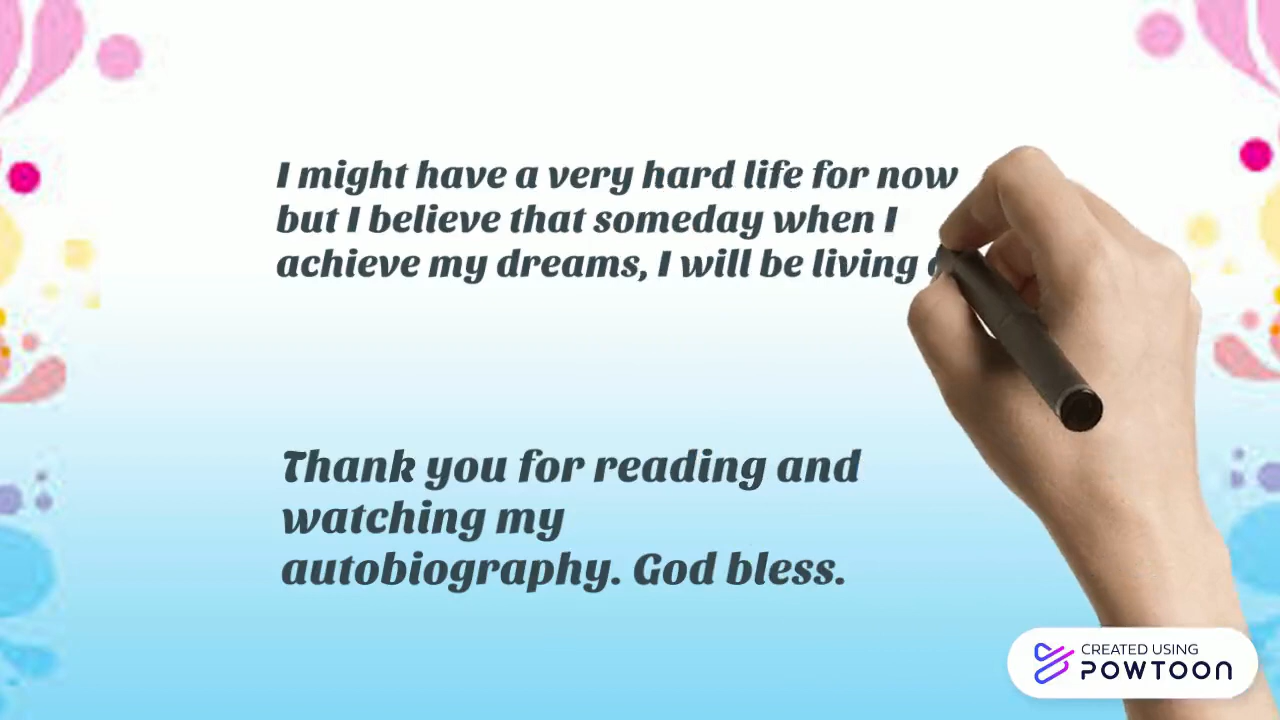 I might have a very hard life for now
but I believe that someday when I
achieve my dreams, I will be living
Thank you for reading and
watching my
autobiography. God bless.
CREATED USING
POWTOON